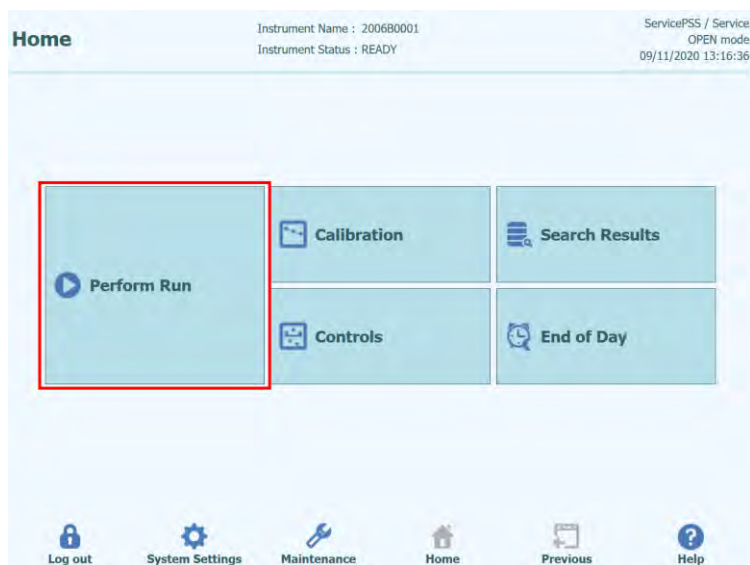 Home
Instrument Name : 2006B0001
Instrument Status : READY
ServicePSS / Service
OPEN mode
09/11/2020 13:16:36
Perform Run
Calibration
Search Results
Controls
End of Day
Log out
System Settings
Maintenance
Home
Previous
Help